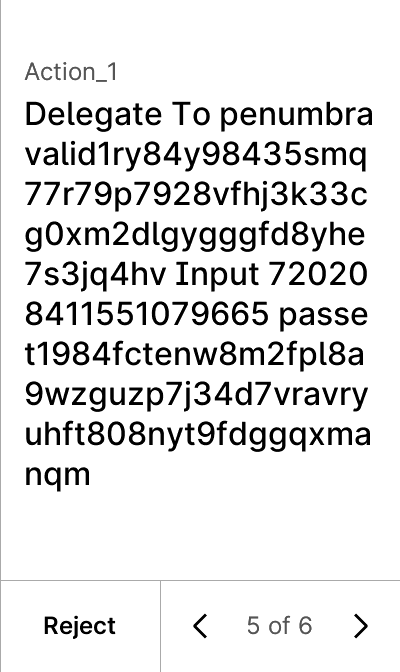 Action_1
Delegate To penumbra
valid1ry84y98435smq
77r79p7928vfhj3k33c
g0xm2dlgygggfd8yhe
7s3jq4hv Input 72020
8411551079665 passe
t1984fctenw8m2fpl8a
9wzguzp7j34d7vravry
uhft808nyt9fdggqxma
nqm
Reject
5 of 6